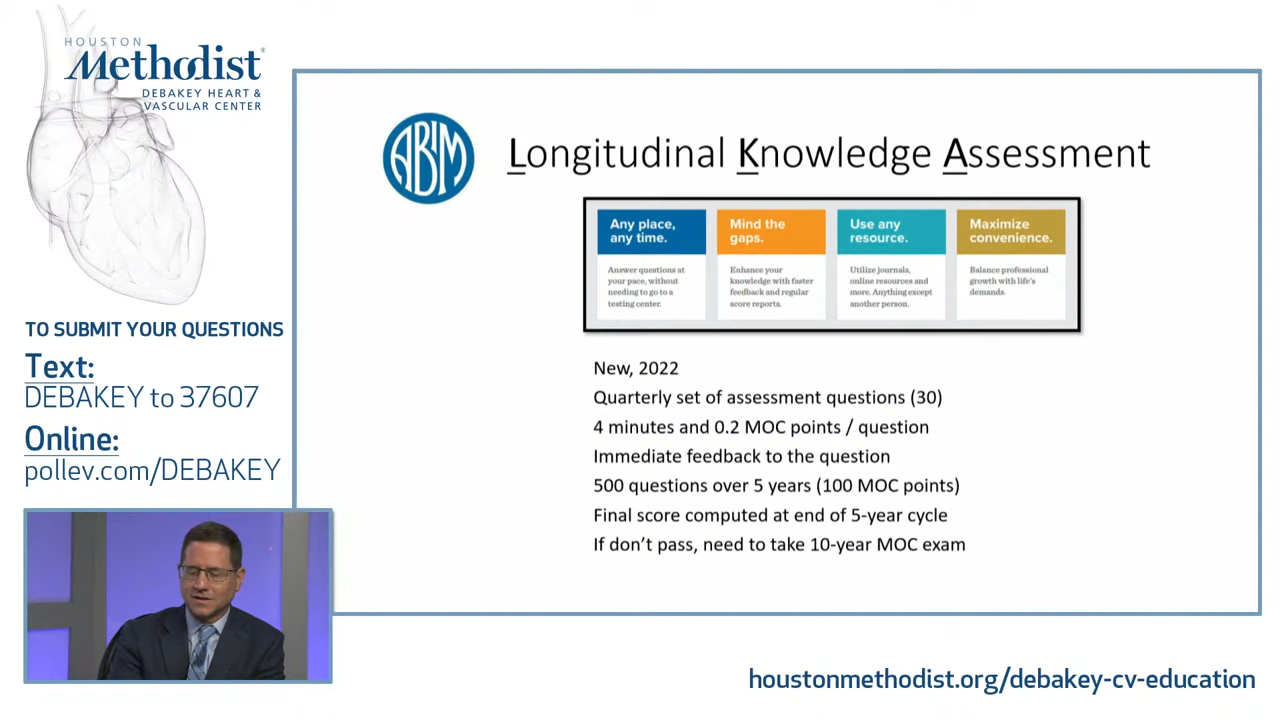 HOUSTON
Methodist®
DEBAKEY HEART &
VASCULAR CENTER
TO SUBMIT YOUR QUESTIONS
Text:
DEBAKEY to 37607
Online:
pollev.com/DEBAKEY
ABIM
Longitudinal Knowledge Assessment
Any place,
any time.
Answer questions at
your pace, without
needing to go to a
testing center.
Mind the
gaps.
Enhance your
knowledge with faster
feedback and regular
score reports.
Use any
resource.
Utilize journals,
online resources and
more. Anything except
another person.
Maximize
convenience.
Balance professional
growth with life's
demands.
New, 2022
Quarterly set of assessment questions (30)
4 minutes and 0.2 MOC points / question
Immediate feedback to the question
500 questions over 5 years (100 MOC points)
Final score computed at end of 5-year cycle
If don't pass, need to take 10-year MOC exam
houstonmethodist.org/debakey-cv-education